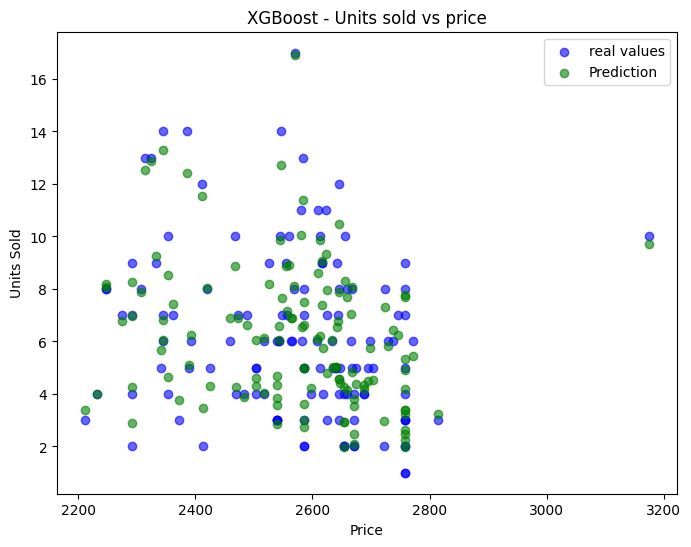 XGBoost - Units sold vs price
real values
Prediction
Units Sold
16
14
12
10
8
6
4
2
2200 2400 2600 2800 3000 3200
Price